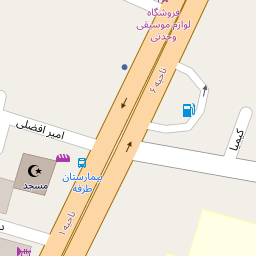 فروشگاه
لوازم موسیقی
وحدتی
ناحیه ۶
کیمیا
امیر افضلی
بیمارستان
طرفه
مسجد
ناحیه ۱